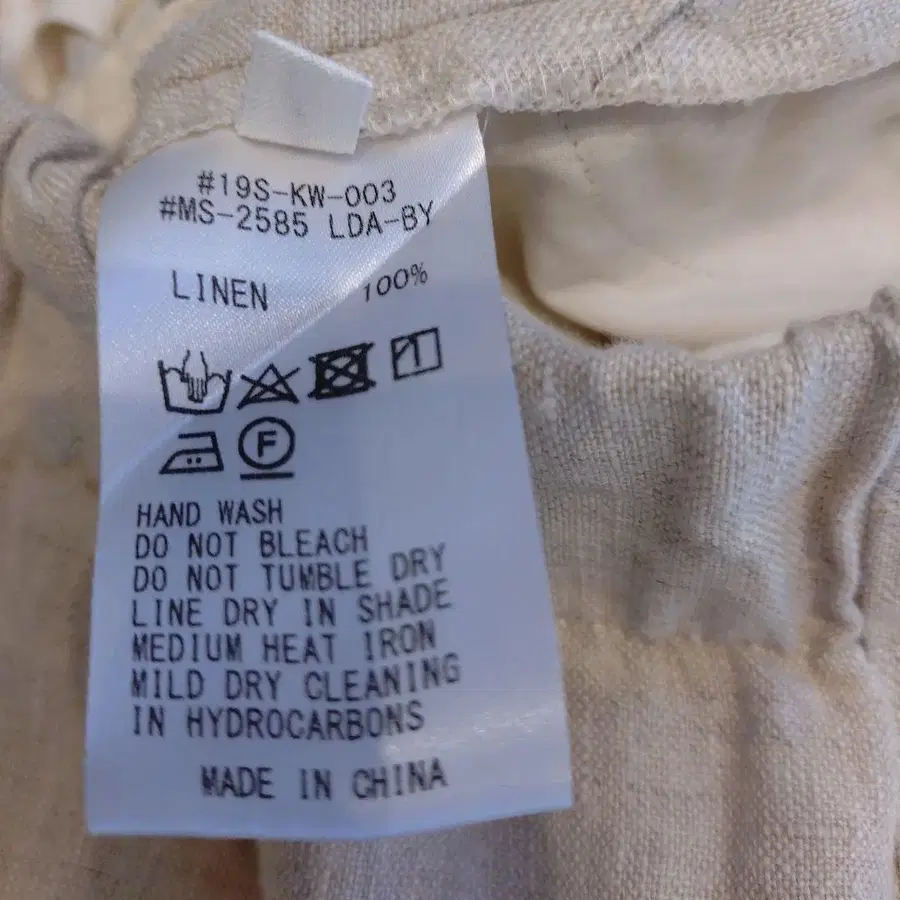 #19S-KW-003
#MS-2585 LDA-BY
LINEN 100%
F
HAND WASH
DO NOT BLEACH
DO NOT TUMBLE DRY
LINE DRY IN SHADE
MEDIUM HEAT IRON
MILD DRY CLEANING
IN HYDROCARBONS
MADE IN CHINA